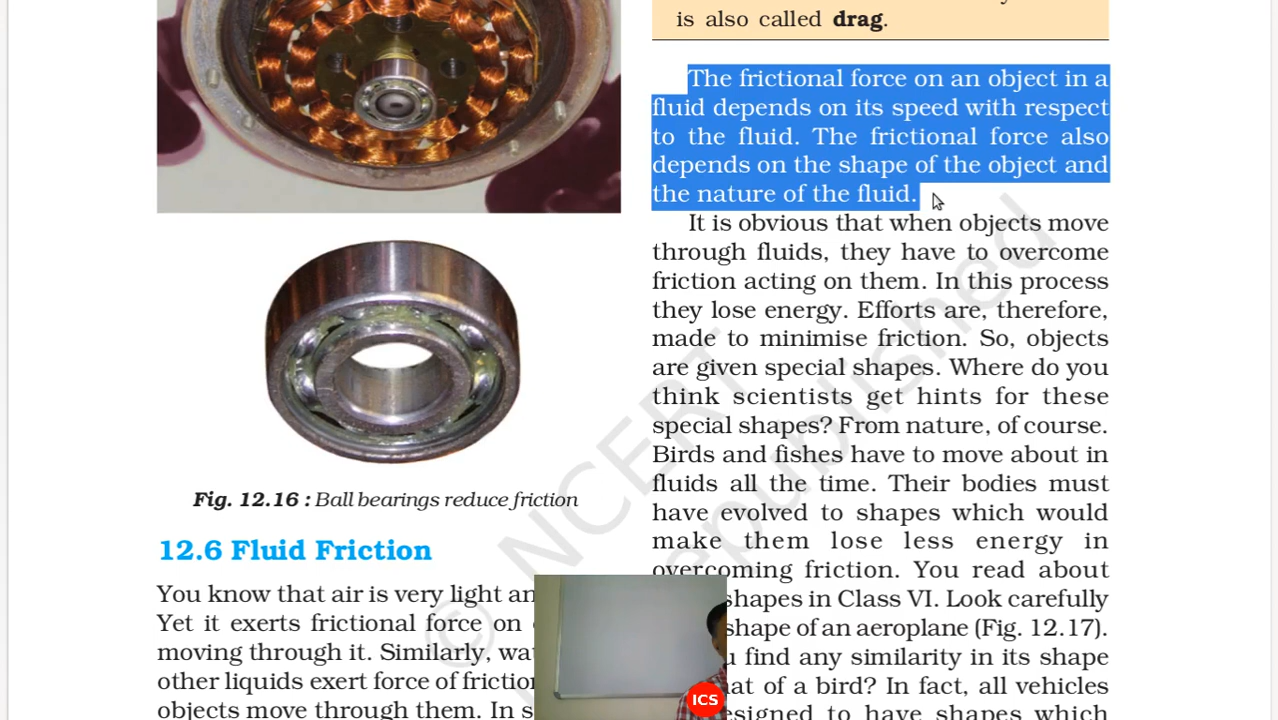 Fig. 12.16 : Ball bearings reduce friction
12.6 Fluid Friction
You know that air is very light an
Yet it exerts frictional force on
moving through it. Similarly, wa
other liquids exert force of friction
objects move through them. In s
is also called drag.
The frictional force on an object in a
fluid depends on its speed with respect
to the fluid. The frictional force also
depends on the shape of the object and
the nature of the fluid.
It is obvious that when objects move
through fluids, they have to overcome
friction acting on them. In this process
they lose energy. Efforts are, therefore,
made to minimise friction. So, objects
are given special shapes. Where do you
think scientists get hints for these
special shapes? From nature, of course.
Birds and fishes have to move about in
fluids all the time. Their bodies must
have evolved to shapes which would
make them lose less energy in
overcoming friction. You read about
shapes in Class VI. Look carefully
shape of an aeroplane (Fig. 12.17).
u find any similarity in its shape
hat of a bird? In fact, all vehicles
esigned to have shapes which
© NCERT
republished
ICS